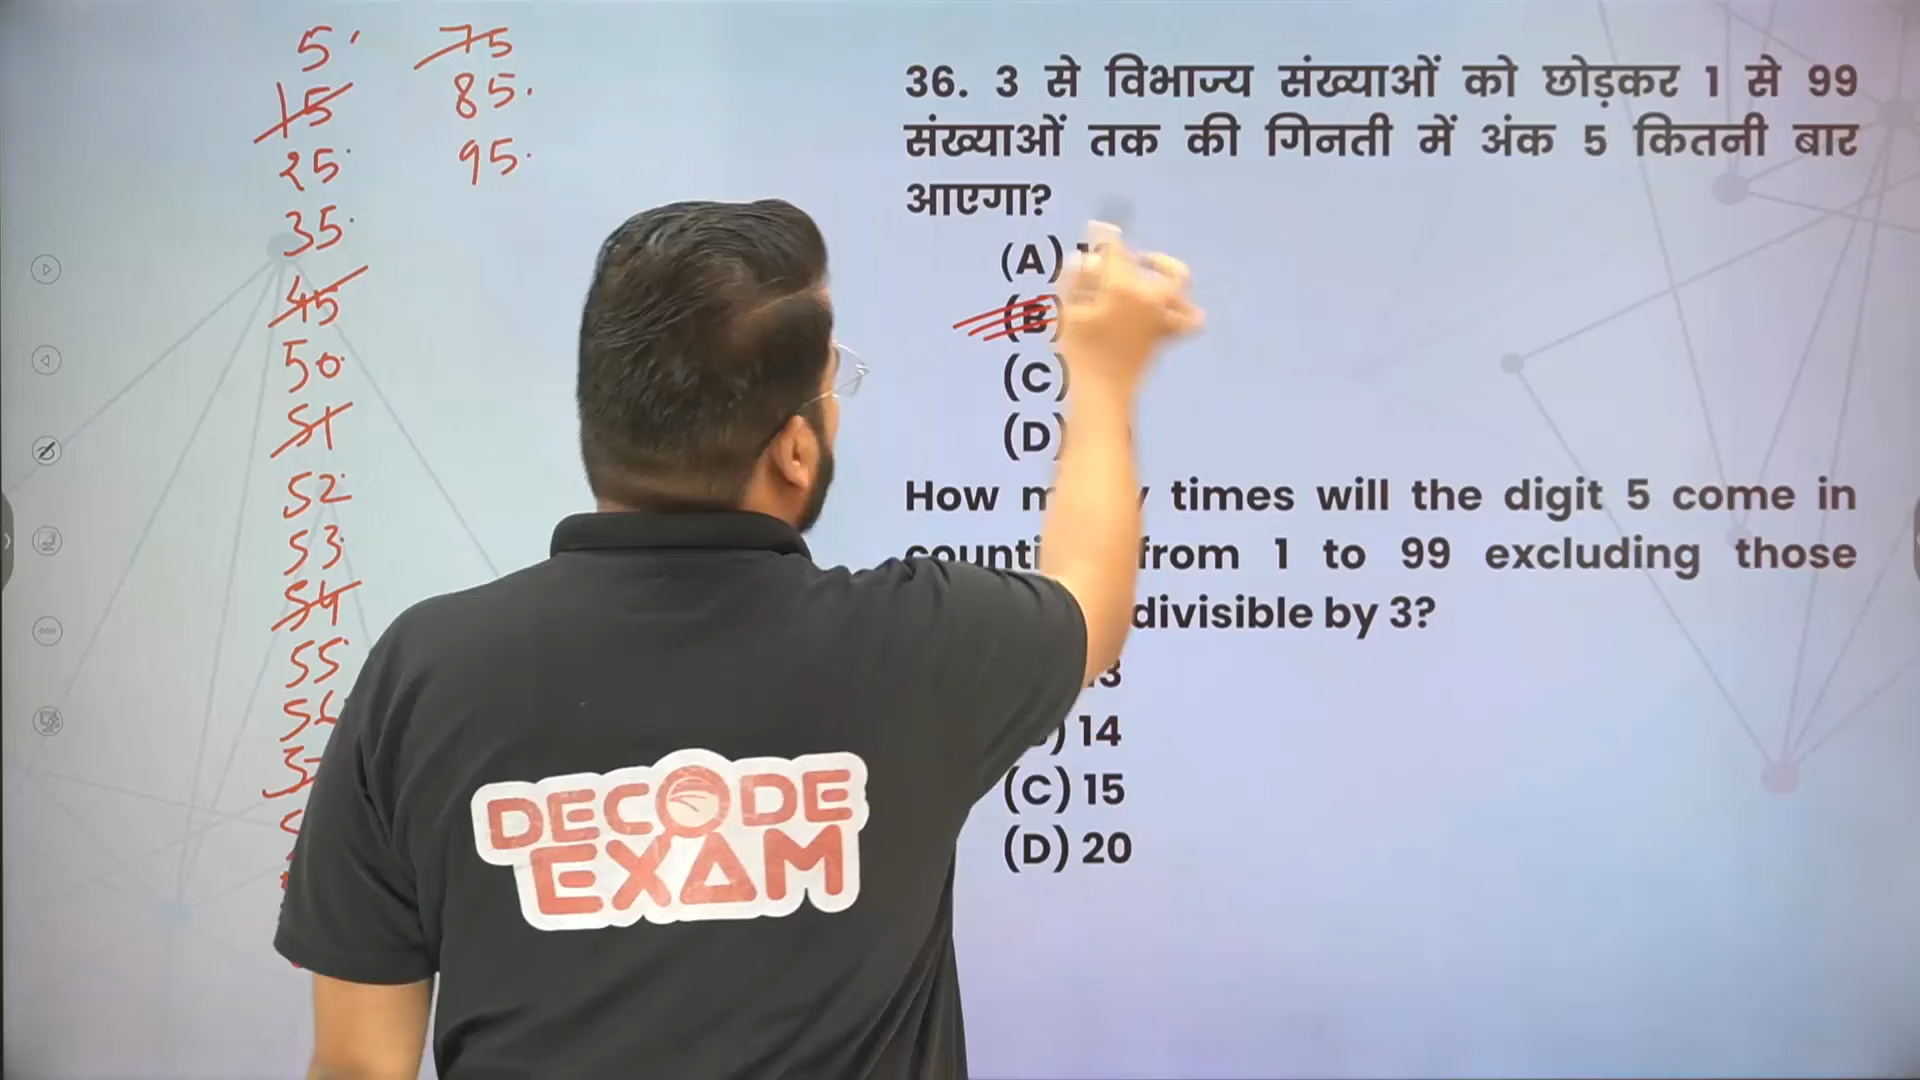 5
15
25
35
45
50
51
52
53
54
55
56
75
85
95
36. 3 से विभाज्य संख्याओं को छोड़कर 1 से 99
संख्याओं तक की गिनती में अंक 5 कितनी बार
आएगा?
(A)
(B)
(C)
(D)
How times will the digit 5 come in
from 1 to 99 excluding those
divisible by 3?
14
(C) 15
(D) 20
DECODE
EXAM